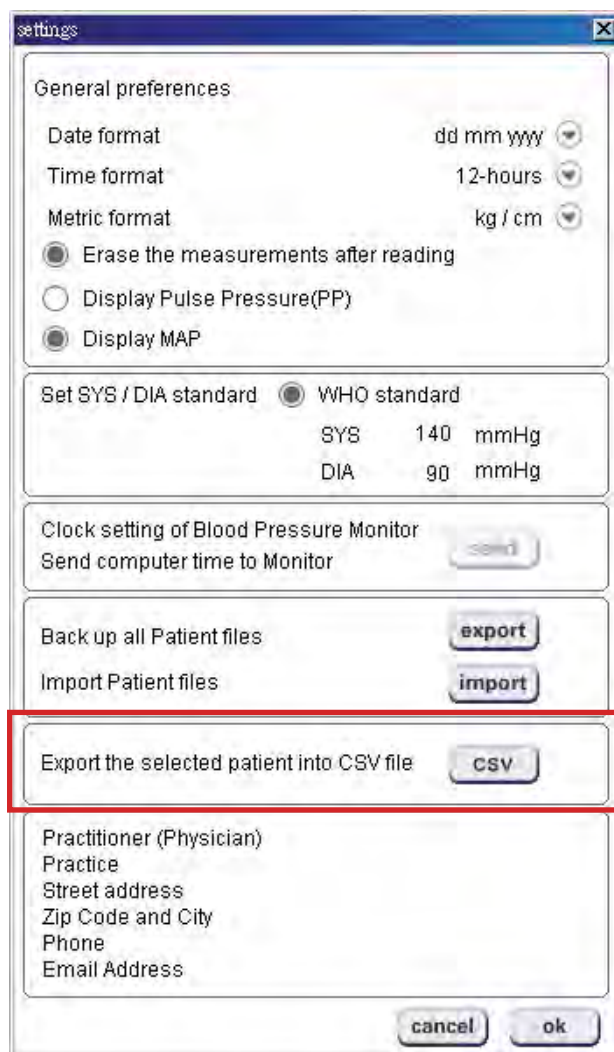 settings
General preferences
Date format dd mm yyyy
Time format 12-hours
Metric format kg / cm
Erase the measurements after reading
Display Pulse Pressure(PP)
Display MAP
Set SYS / DIA standard WHO standard
SYS 140 mmHg
DIA 90 mmHg
Clock setting of Blood Pressure Monitor
Send computer time to Monitor send
Back up all Patient files export
Import Patient files import
Export the selected patient into CSV file CSV
Practitioner (Physician)
Practice
Street address
Zip Code and City
Phone
Email Address
cancel ok